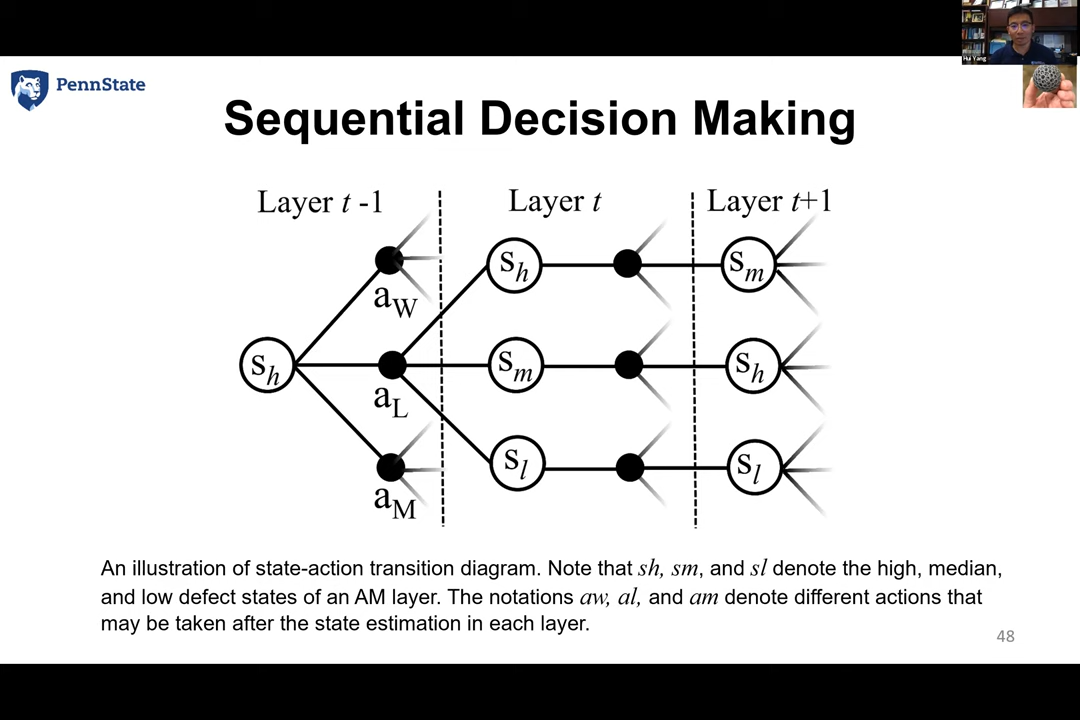 Hui Yang
PennState
Sequential Decision Making
Layer t -1
Layer t
Layer t+1
aW
sh
sm
sh
aL
sm
sh
aM
sl
sl
An illustration of state-action transition diagram. Note that sh, sm, and sl denote the high, median,
and low defect states of an AM layer. The notations aw, al, and am denote different actions that
may be taken after the state estimation in each layer.
48